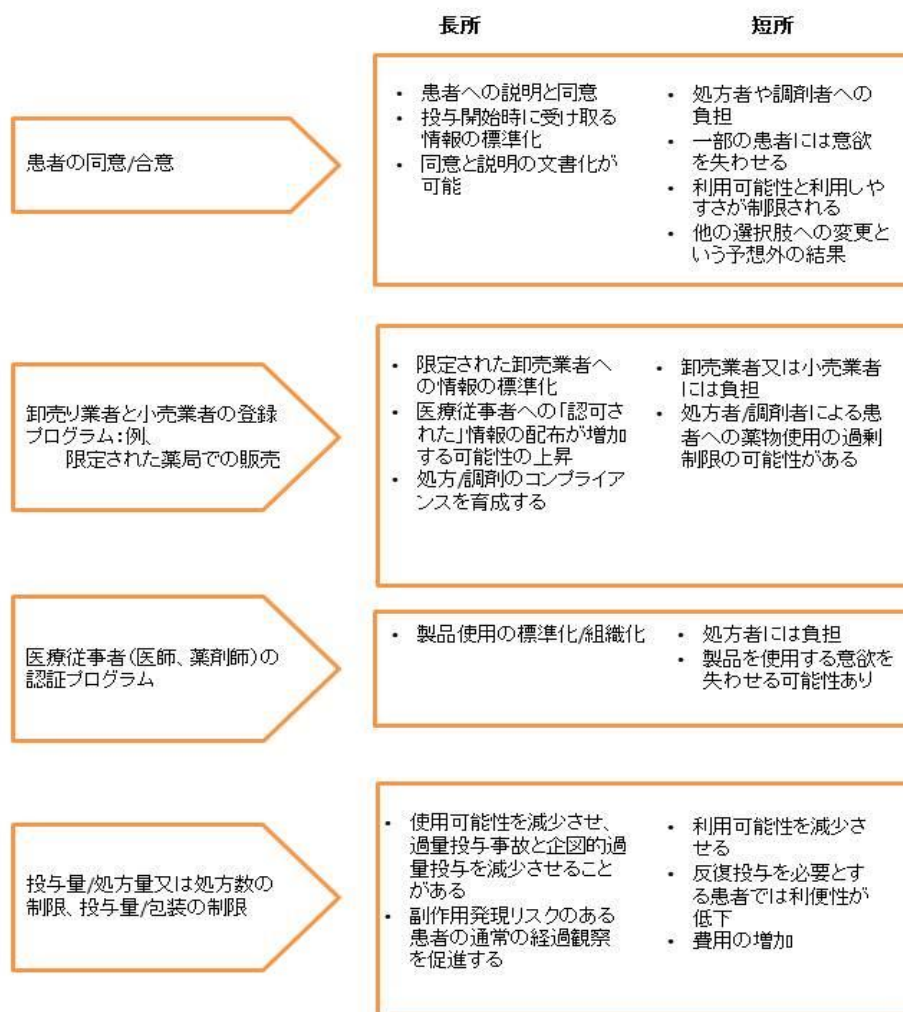 長所
短所
患者の同意/合意
• 患者への説明と同意
• 投与開始時に受け取る
情報の標準化
• 同意と説明の文書化が
可能
• 処方者や調剤者への
負担
• 一部の患者には意欲
を失わせる
• 利用可能性と利用しや
すさが制限される
• 他の選択肢への変更と
いう予想外の結果
卸売り業者と小売業者の登録
プログラム:例、
限定された薬局での販売
• 限定された卸売業者へ
の情報の標準化
• 医療従事者への「認可さ
れた」情報の配布が増加
する可能性の上昇
• 処方/調剤のコンプライア
ンスを育成する
• 卸売業者又は小売業者
には負担
• 処方者/調剤者による患
者への薬物使用の過剰
制限の可能性がある
医療従事者(医師、薬剤師)の
認証プログラム
• 製品使用の標準化/組織化
• 処方者には負担
• 製品を使用する意欲を
失わせる可能性あり
投与量/処方量又は処方数の
制限、投与量/包装の制限
• 使用可能性を減少させ、
過量投与事故と企図的過
量投与を減少させること
がある
• 副作用発現リスクのある
患者の通常の経過観察
を促進する
• 利用可能性を減少さ
せる
• 反復投与を必要とす
る患者では利便性が
低下
• 費用の増加